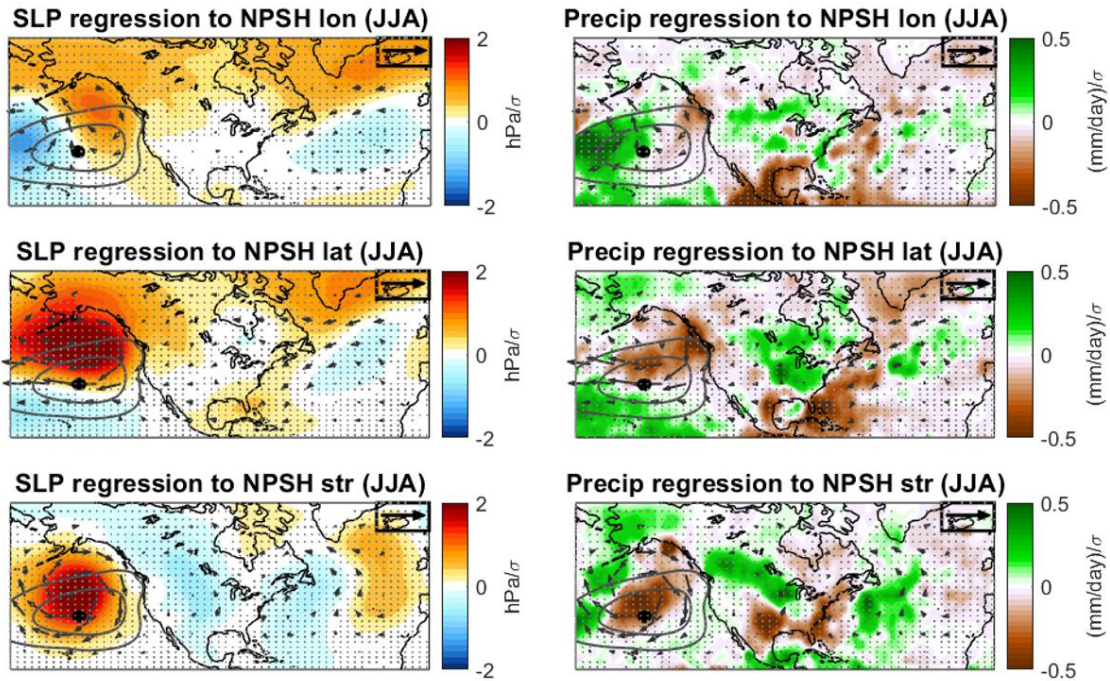 SLP regression to NPSH lon (JJA)
2
0
-2
hPa/σ
Precip regression to NPSH lon (JJA)
0.5
0
-0.5
(mm/day)/σ
SLP regression to NPSH lat (JJA)
2
0
-2
hPa/σ
Precip regression to NPSH lat (JJA)
0.5
0
-0.5
(mm/day)/σ
SLP regression to NPSH str (JJA)
2
0
-2
hPa/σ
Precip regression to NPSH str (JJA)
0.5
0
-0.5
(mm/day)/σ